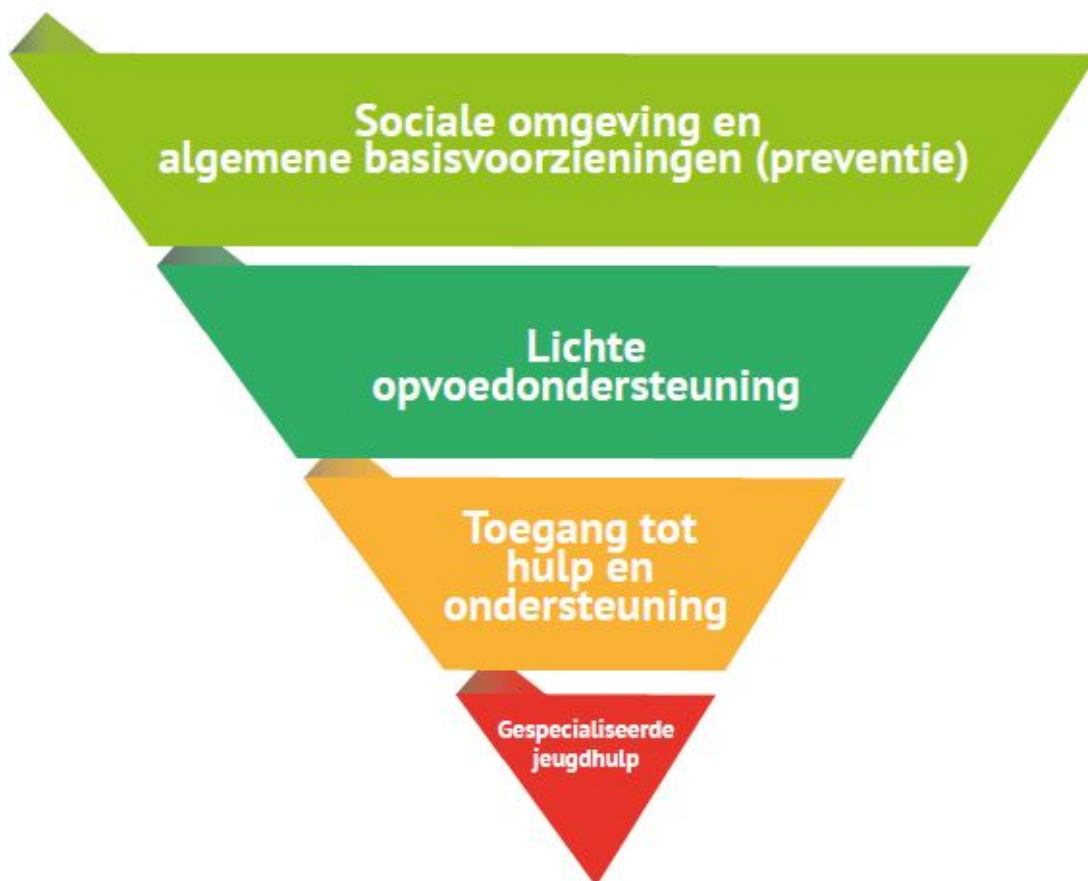 Sociale omgeving en
algemene basisvoorzieningen (preventie)
Lichte
opvoedondersteuning
Toegang tot
hulp en
ondersteuning
Gespecialiseerde
jeugdhulp